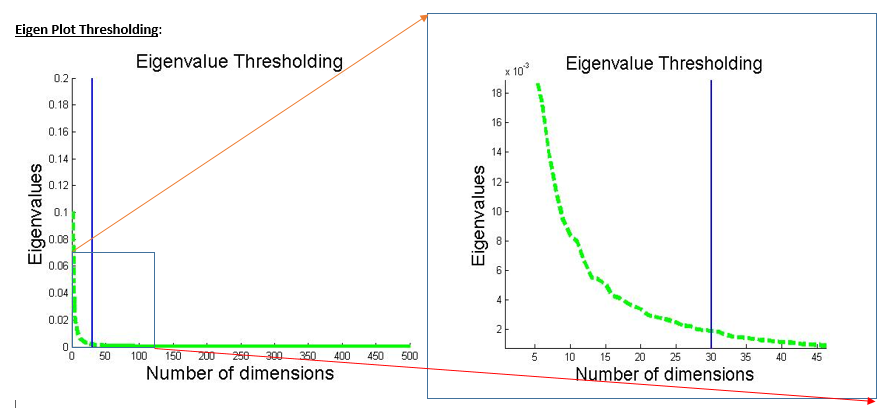 Eigen Plot Thresholding:
Eigenvalue Thresholding
0.2
0.18
0.16
0.14
0.12
0.1
0.08
0.06
0.04
0.02
0
Eigenvalues
0 50 100 150 200 250 300 350 400 450 500
Number of dimensions
Eigenvalue Thresholding
x 10-3
18
16
14
12
10
8
6
4
2
Eigenvalues
5 10 15 20 25 30 35 40 45
Number of dimensions